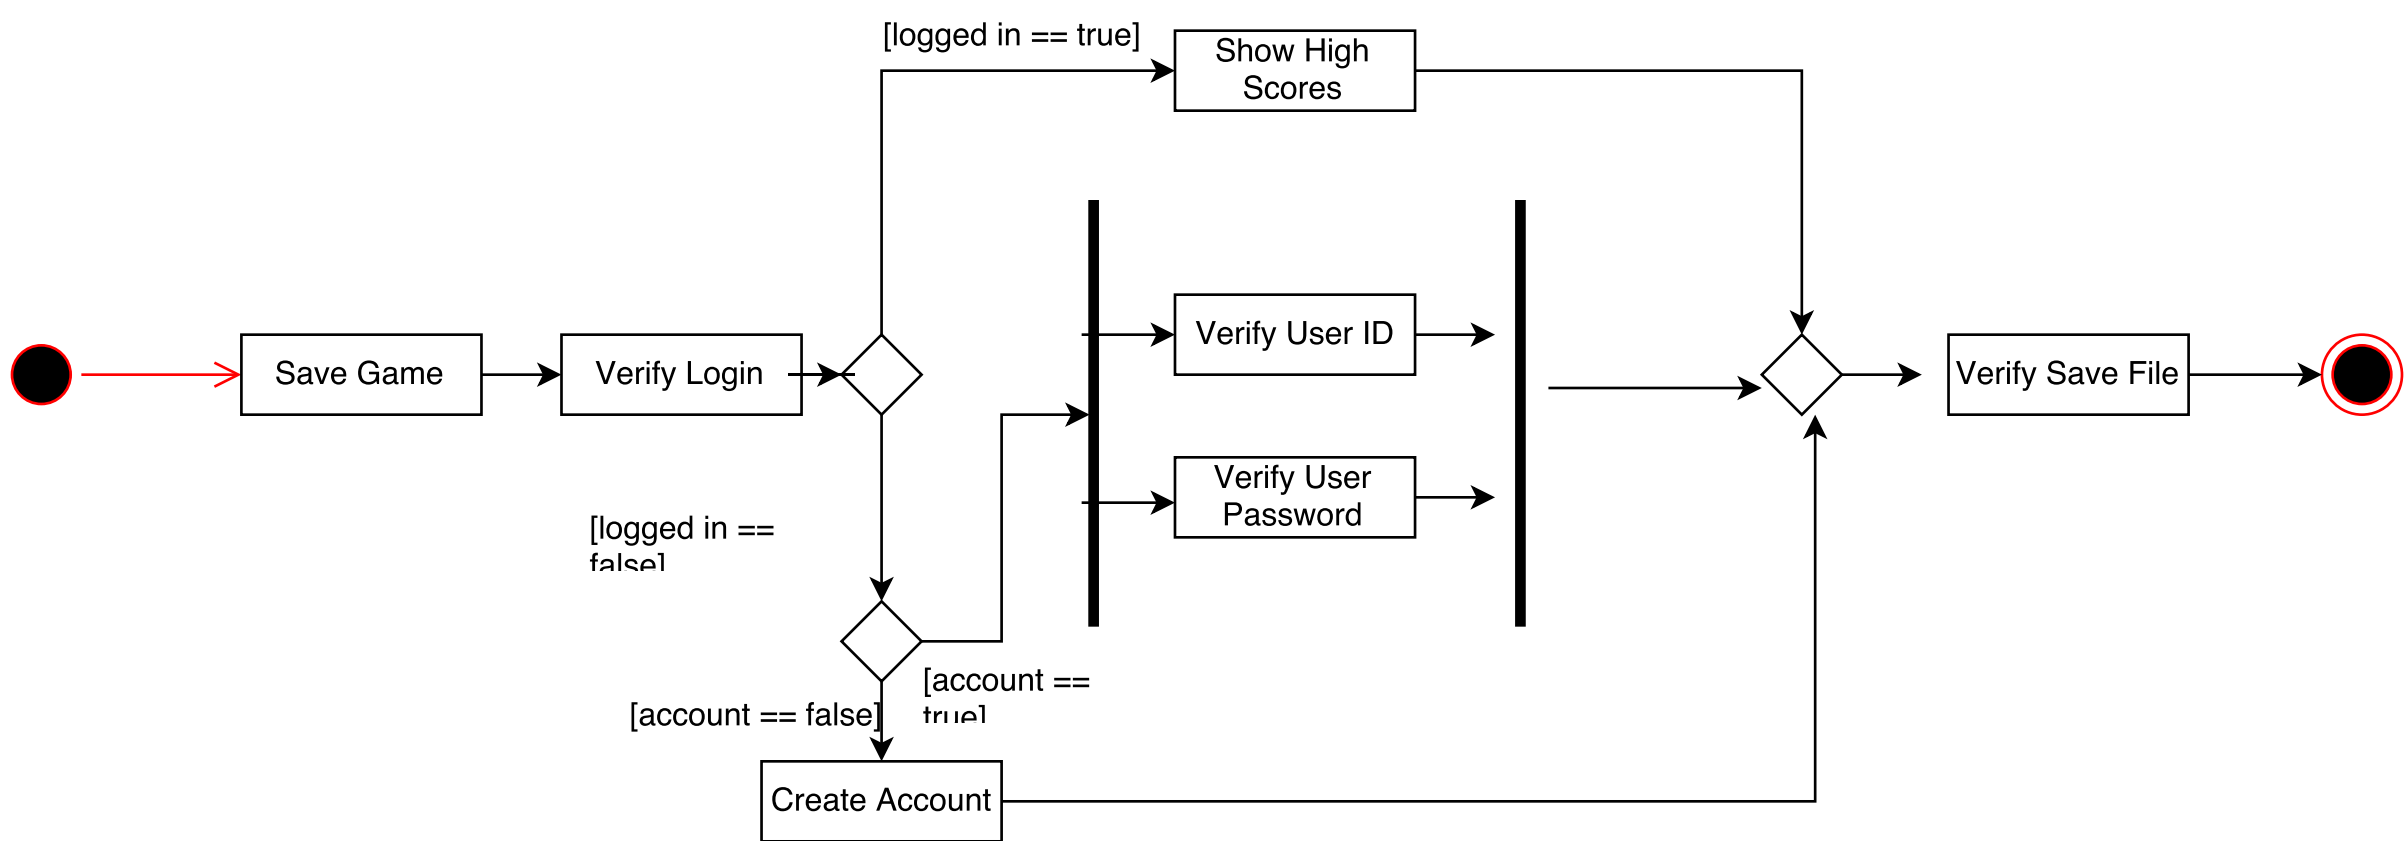 [logged in == true]
Show High
Scores
Verify User ID
Save Game
Verify Login
Verify Save File
Verify User
Password
[logged in ==
false]
[account ==
true]
[account == false]
Create Account